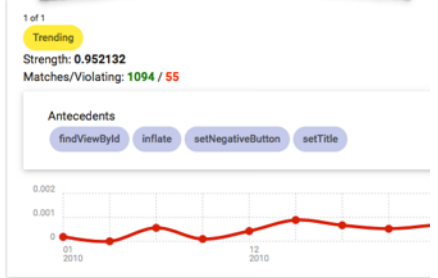 1 of 1
Trending
Strength: 0.952132
Matches/Violating: 1094 / 55
Antecedents
findViewById inflate setNegativeButton setTitle
0.002
0.001
0
01 12
2010 2010